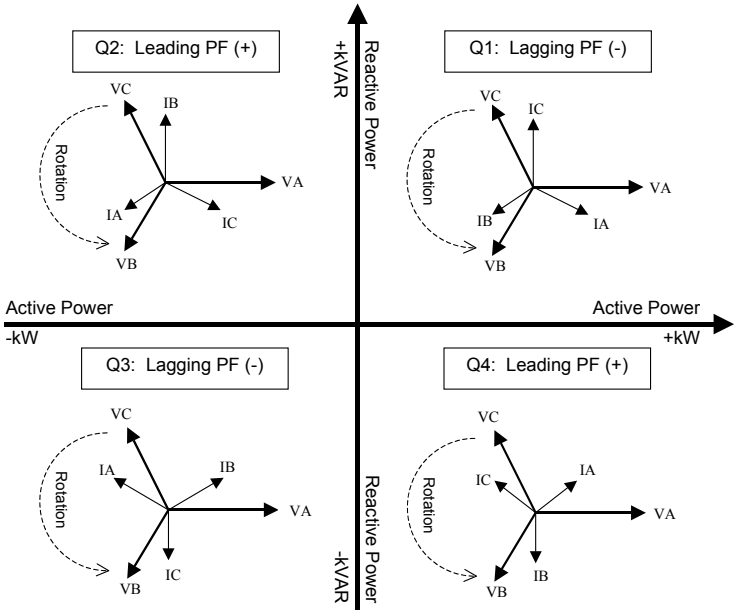 Q2: Leading PF (+)
VC
IB
Rotation
VA
IA
IC
VB
+kVAR
Reactive Power
Q1: Lagging PF (-)
VC
IC
Rotation
VA
IB
IA
VB
Active Power
-kW
Active Power
+kW
Q3: Lagging PF (-)
VC
IA
IB
Rotation
VA
IC
VB
-kVAR
Reactive Power
Q4: Leading PF (+)
VC
IC
IA
Rotation
VA
IB
VB